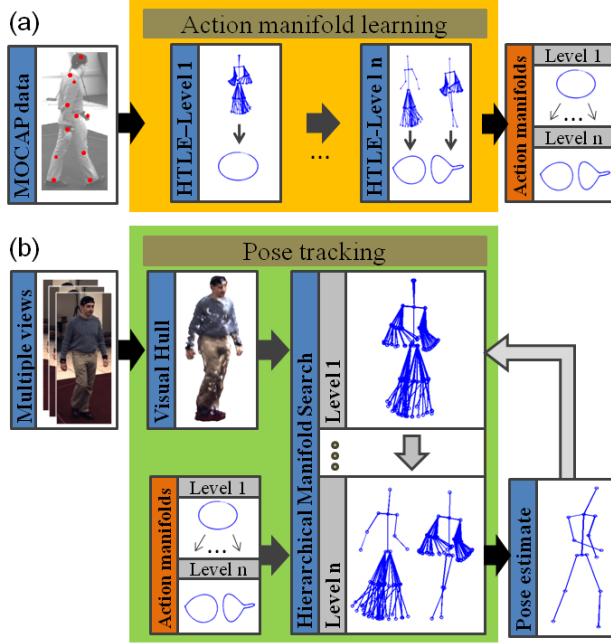 (a)
Action manifold learning
MOCAP data
HTLE–Level 1
...
HTLE-Level n
Action manifolds
Level 1
...
Level n
(b)
Pose tracking
Multiple views
Visual Hull
Hierarchical Manifold Search
Level 1
Level n
Action manifolds
Level 1
...
Level n
Pose estimate